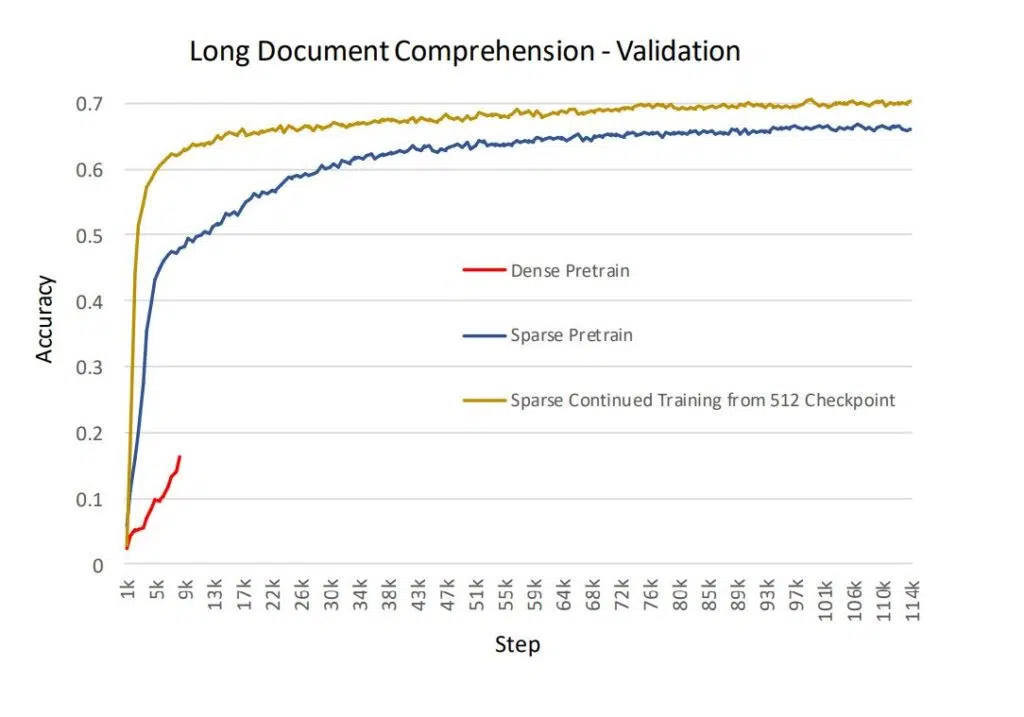 Long Document Comprehension - Validation
0.7
0.6
0.5
0.4
0.3
0.2
0.1
0
Accuracy
Dense Pretrain
Sparse Pretrain
Sparse Continued Training from 512 Checkpoint
1k
5k
9k
13k
17k
22k
26k
30k
34k
38k
43k
47k
51k
55k
59k
64k
68k
72k
76k
80k
85k
89k
93k
97k
101k
106k
110k
114k
Step